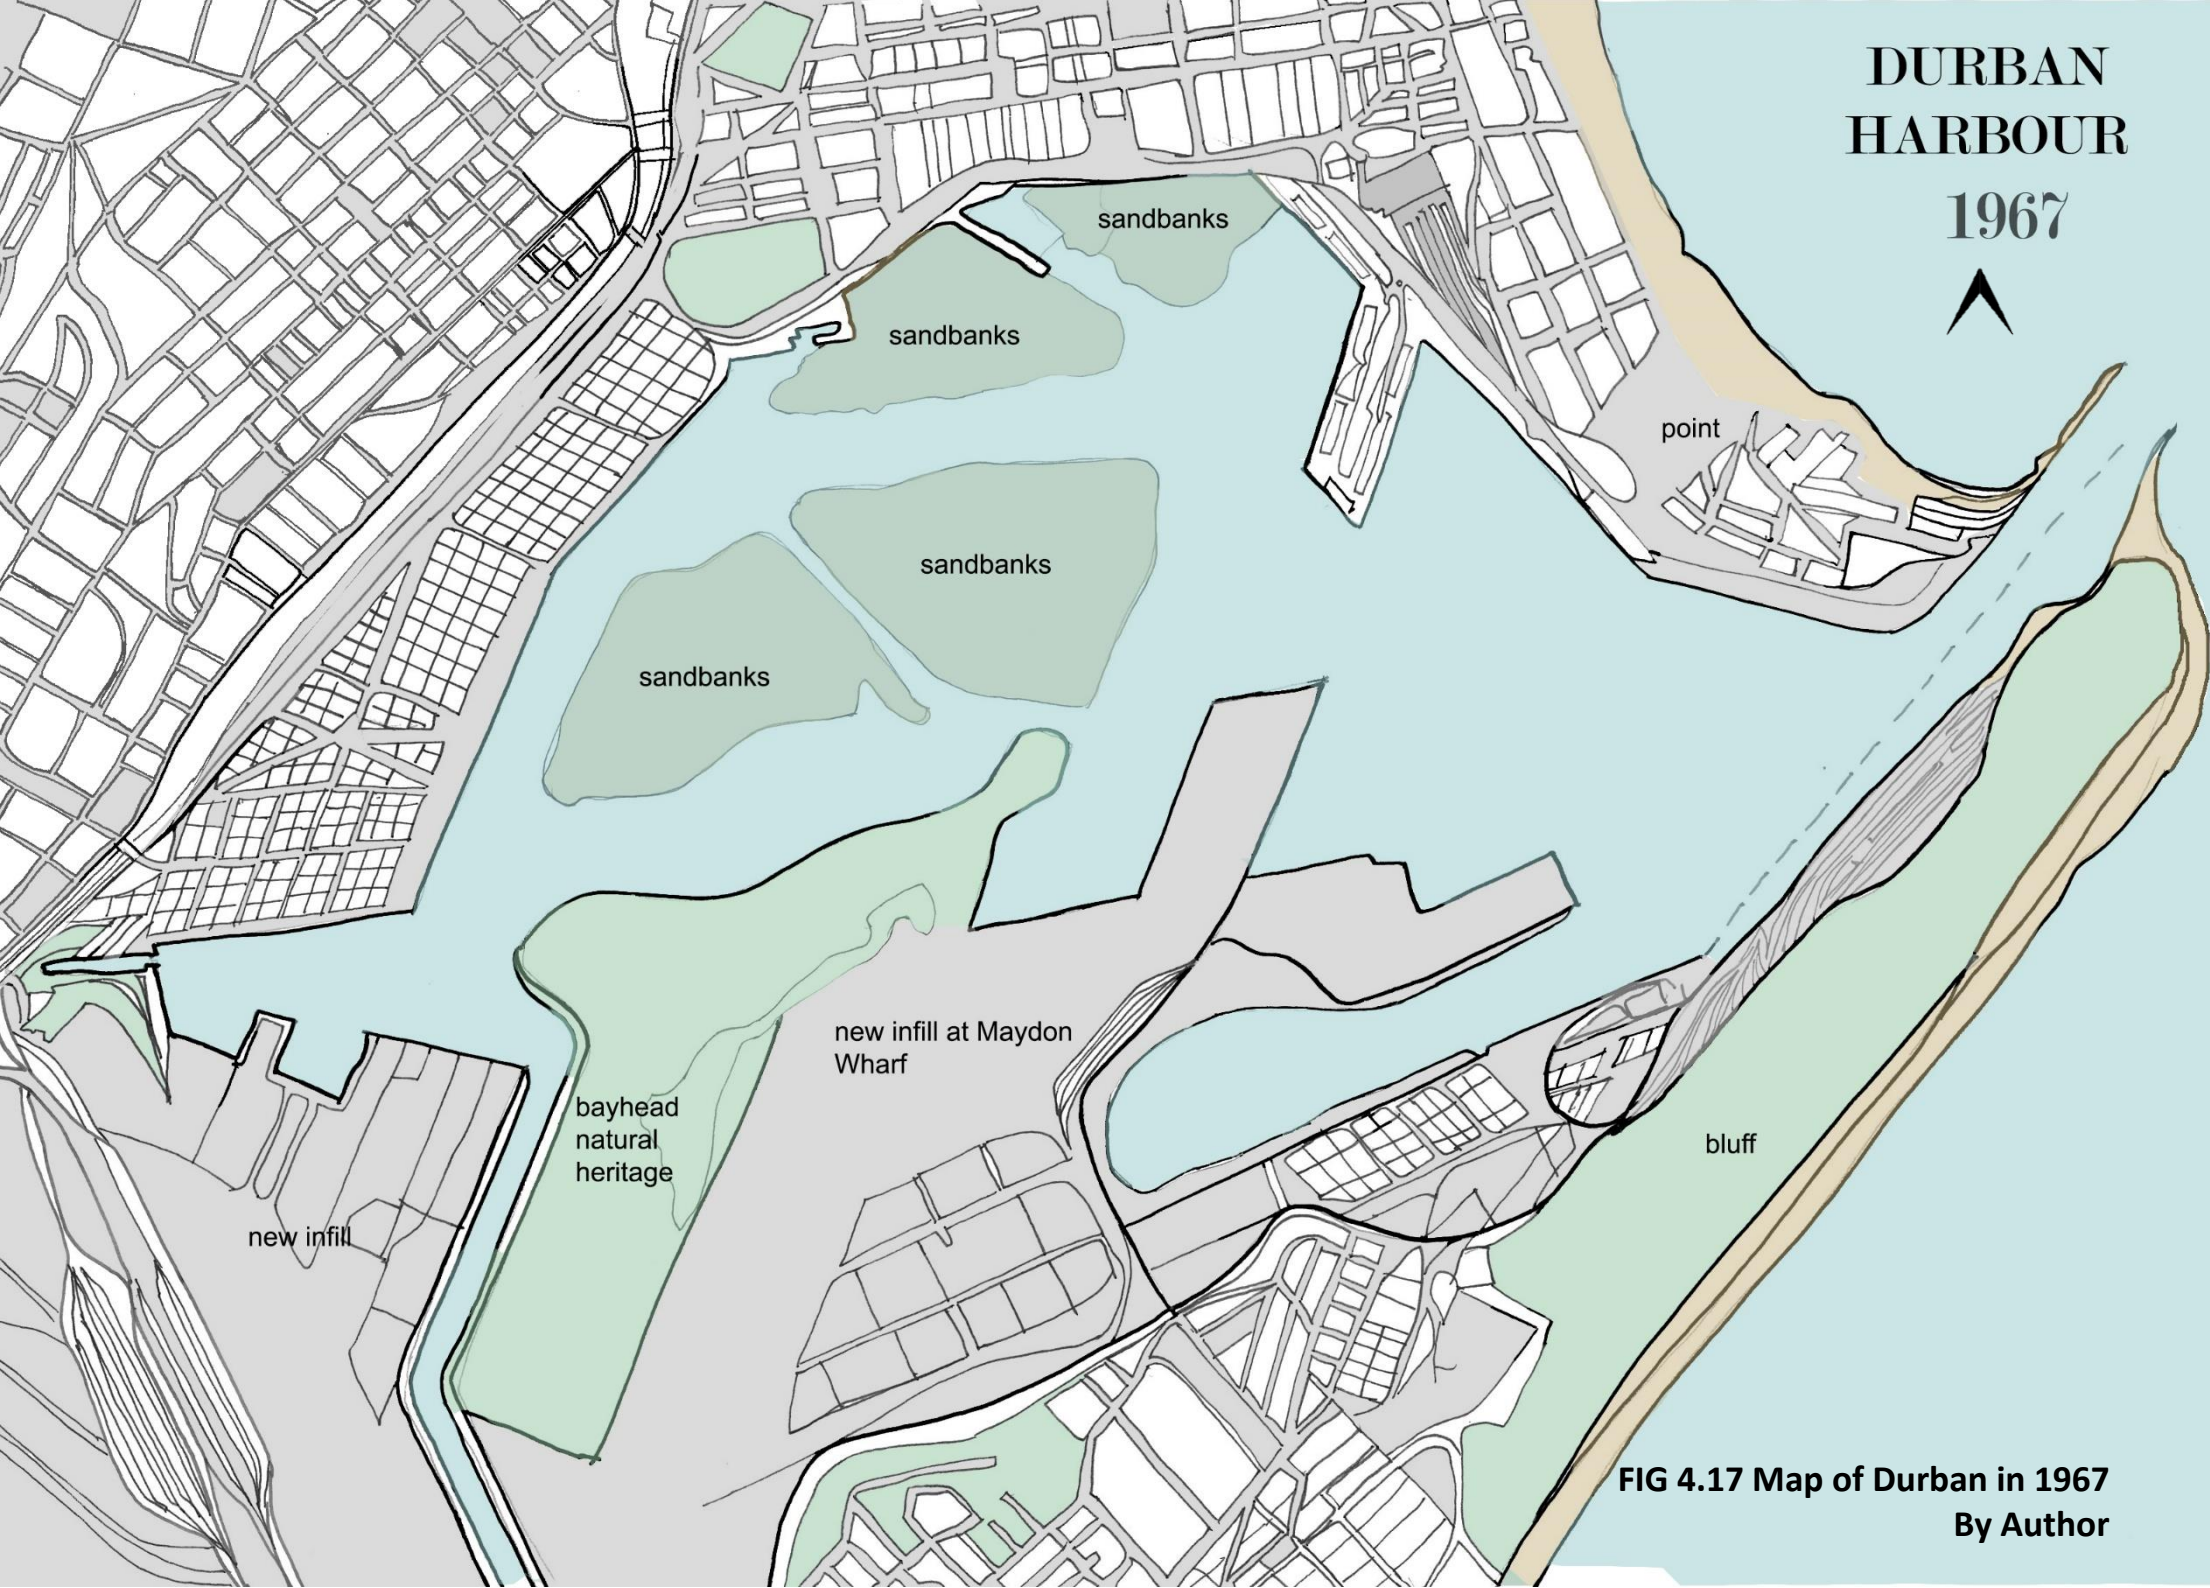 DURBAN
HARBOUR
1967
sandbanks
sandbanks
point
sandbanks
sandbanks
new infill at Maydon
Wharf
bayhead
natural
heritage
bluff
new infill
FIG 4.17 Map of Durban in 1967
By Author